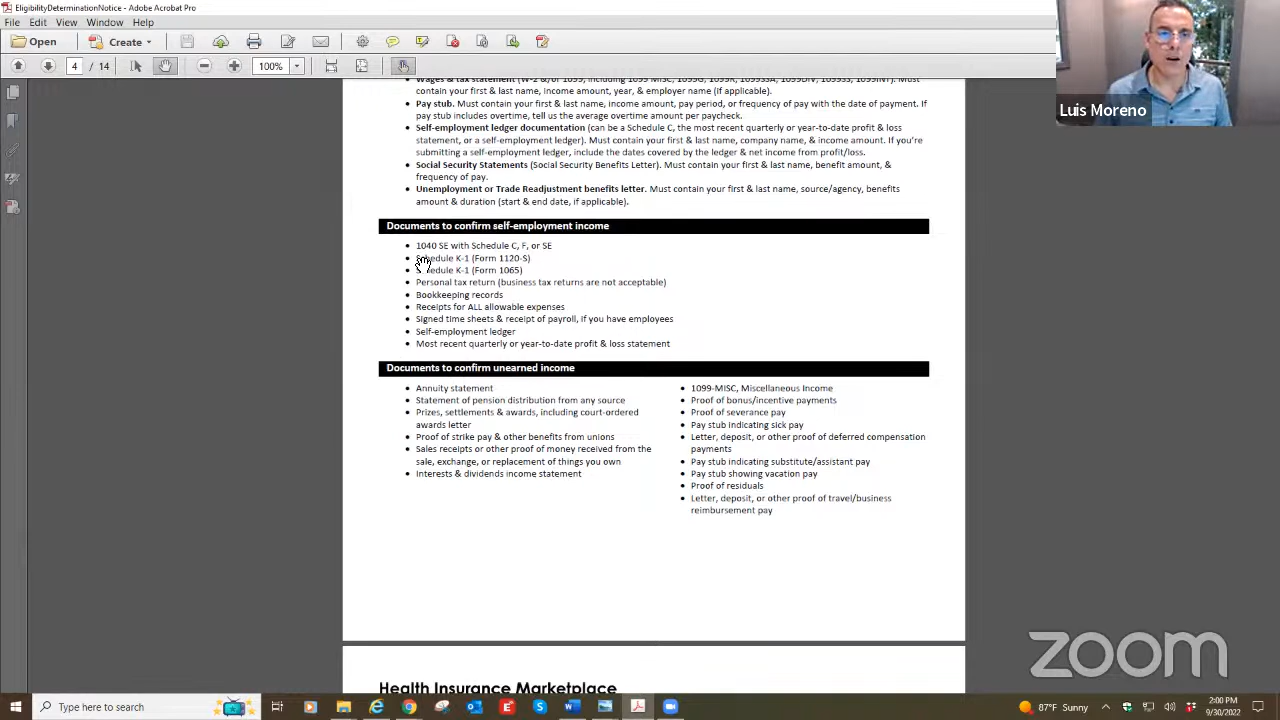 EligibilityDeterminationNotice - Adobe Acrobat Pro
File Edit View Window Help
Open Create
4 / 14 100%
Luis Moreno
Wages & tax statement (W-2 &/or 1099, including 1099 MISC, 1099G, 1099R, 1099SSA, 1099DIV, 1099SS, 1099INT). Must
contain your first & last name, income amount, year, & employer name (if applicable).
Pay stub. Must contain your first & last name, income amount, pay period, or frequency of pay with the date of payment. If
pay stub includes overtime, tell us the average overtime amount per paycheck.
Self-employment ledger documentation (can be a Schedule C, the most recent quarterly or year-to-date profit & loss
statement, or a self-employment ledger). Must contain your first & last name, company name, & income amount. If you're
submitting a self-employment ledger, include the dates covered by the ledger & net income from profit/loss.
Social Security Statements (Social Security Benefits Letter). Must contain your first & last name, benefit amount, &
frequency of pay.
Unemployment or Trade Readjustment benefits letter. Must contain your first & last name, source/agency, benefits
amount & duration (start & end date, if applicable).
Documents to confirm self-employment income
1040 SE with Schedule C, F, or SE
Schedule K-1 (Form 1120-S)
Schedule K-1 (Form 1065)
Personal tax return (business tax returns are not acceptable)
Bookkeeping records
Receipts for ALL allowable expenses
Signed time sheets & receipt of payroll, if you have employees
Self-employment ledger
Most recent quarterly or year-to-date profit & loss statement
Documents to confirm unearned income
Annuity statement
Statement of pension distribution from any source
Prizes, settlements & awards, including court-ordered
awards letter
Proof of strike pay & other benefits from unions
Sales receipts or other proof of money received from the
sale, exchange, or replacement of things you own
Interests & dividends income statement
1099-MISC, Miscellaneous Income
Proof of bonus/incentive payments
Proof of severance pay
Pay stub indicating sick pay
Letter, deposit, or other proof of deferred compensation
payments
Pay stub indicating substitute/assistant pay
Pay stub showing vacation pay
Proof of residuals
Letter, deposit, or other proof of travel/business
reimbursement pay
Health Insurance Marketplace
zoom
Type here to search
87°F Sunny
2:00 PM
9/30/2022